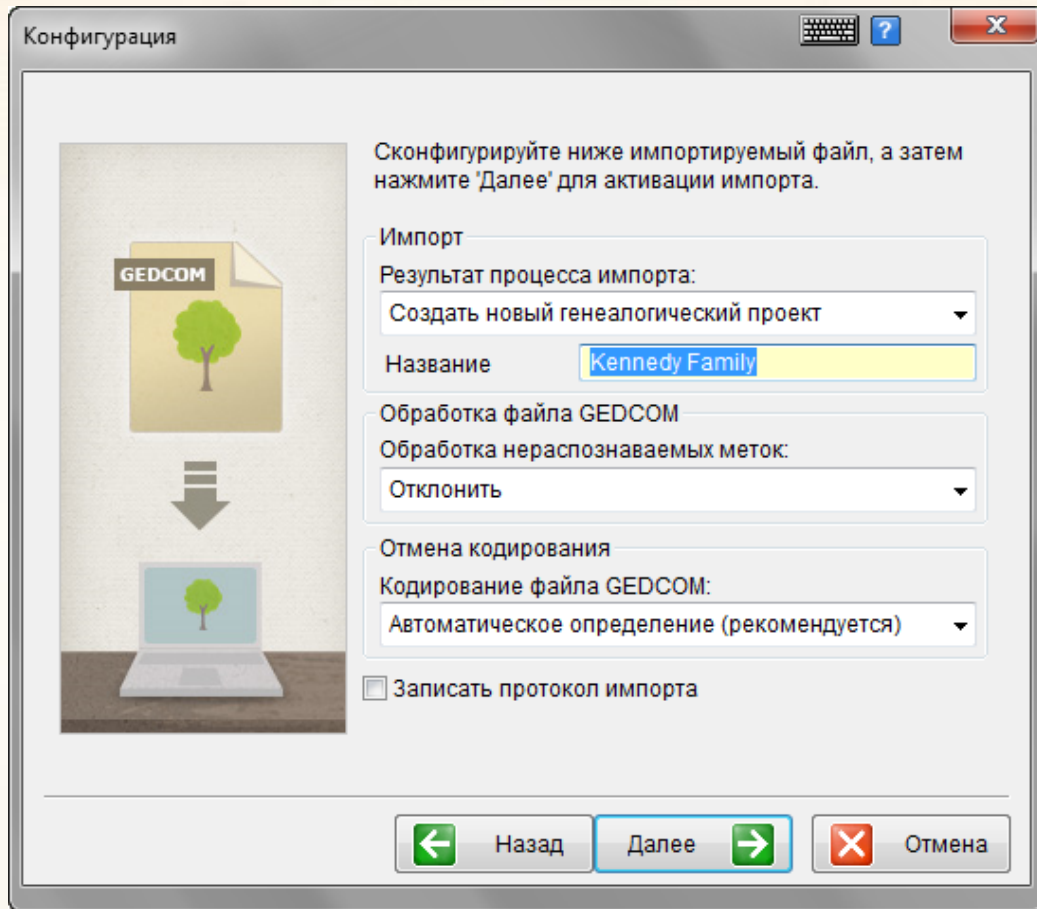 Конфигурация
?
X
Сконфигурируйте ниже импортируемый файл, а затем
нажмите 'Далее' для активации импорта.
GEDCOM
Импорт
Результат процесса импорта:
Создать новый генеалогический проект
Название Kennedy Family
Обработка файла GEDCOM
Обработка нераспознаваемых меток:
Отклонить
Отмена кодирования
Кодирование файла GEDCOM:
Автоматическое определение (рекомендуется)
Записать протокол импорта
Назад Далее Отмена